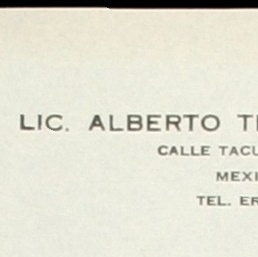 LIC. ALBERTO T
CALLE TACU
MEXI
TEL. ER